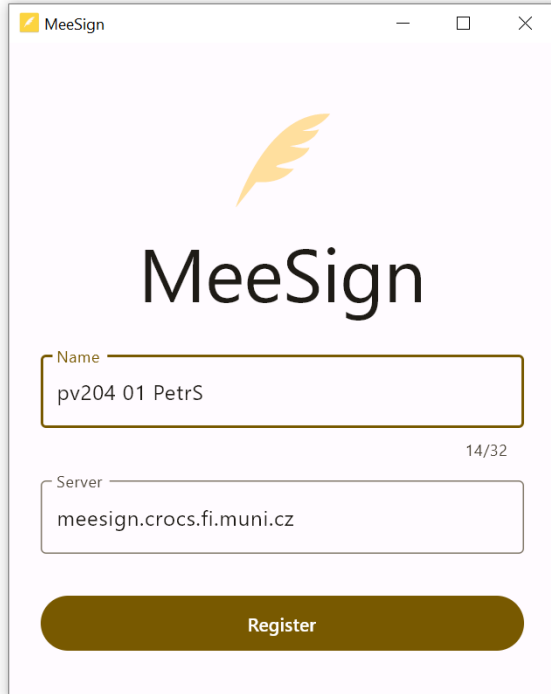 MeeSign
MeeSign
Name
pv204 01 PetrS
14/32
Server
meesign.crocs.fi.muni.cz
Register